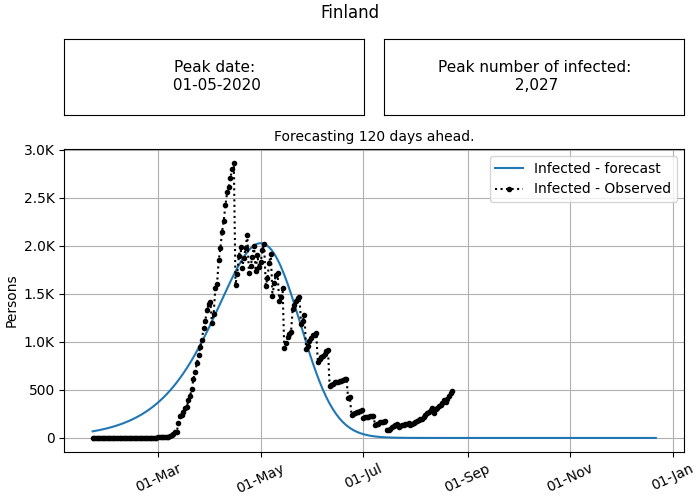 Finland
Peak date:
01-05-2020
Peak number of infected:
2,027
Forecasting 120 days ahead.
Infected - forecast
Infected - Observed
3.0K
2.5K
2.0K
1.5K
1.0K
500
0
Persons
01-Mar
01-May
01-Jul
01-Sep
01-Nov
01-Jan